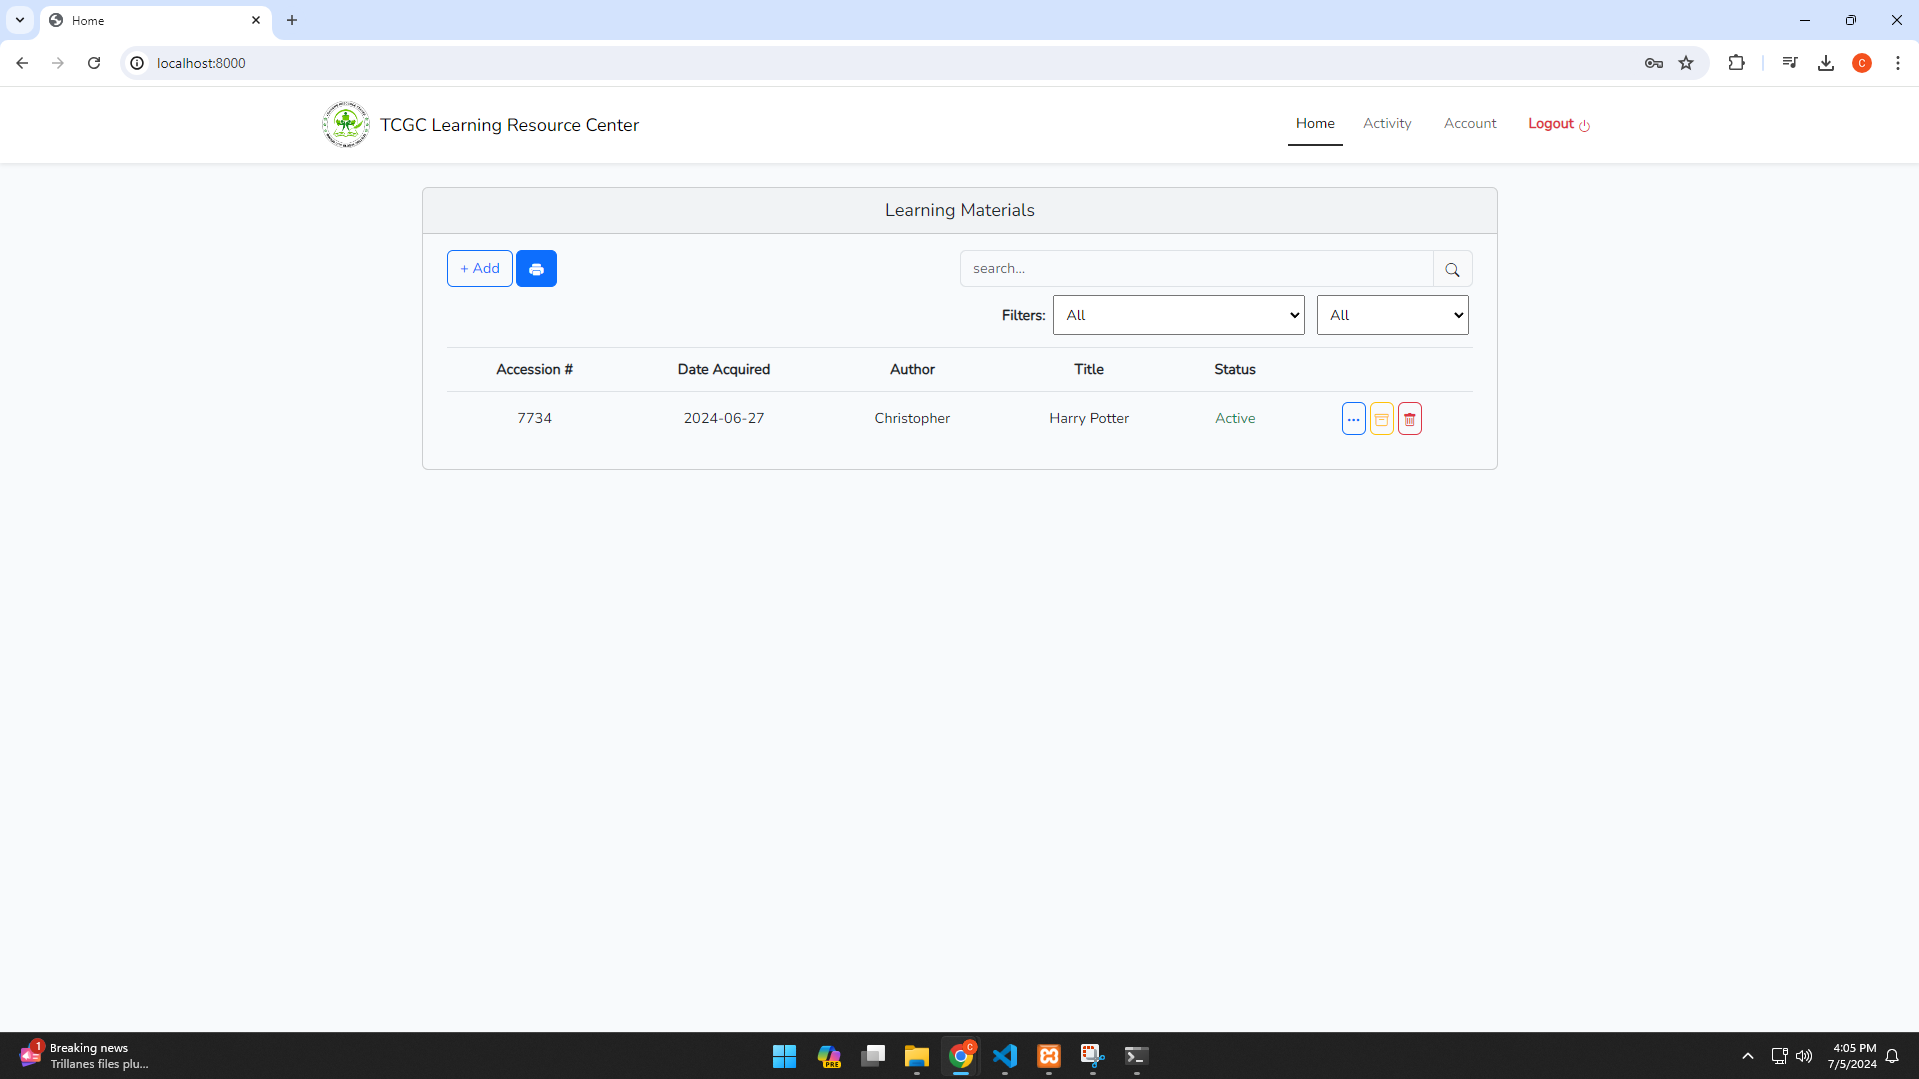 Home
localhost:8000
C
TCGC Learning Resource Center
Home
Activity
Account
Logout
Learning Materials
+ Add
search...
Filters:
All
All
Accession #
Date Acquired
Author
Title
Status
7734
2024-06-27
Christopher
Harry Potter
Active
1
Breaking news
Trillanes files plu...
PRE
C
4:05 PM
7/5/2024